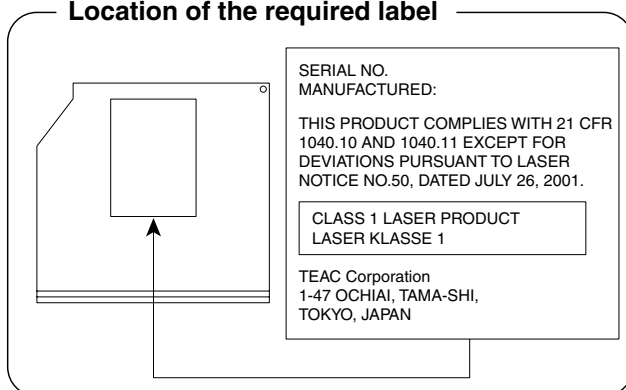 Location of the required label
SERIAL NO.
MANUFACTURED:
THIS PRODUCT COMPLIES WITH 21 CFR
1040.10 AND 1040.11 EXCEPT FOR
DEVIATIONS PURSUANT TO LASER
NOTICE NO.50, DATED JULY 26, 2001.
CLASS 1 LASER PRODUCT
LASER KLASSE 1
TEAC Corporation
1-47 OCHIAI, TAMA-SHI,
TOKYO, JAPAN